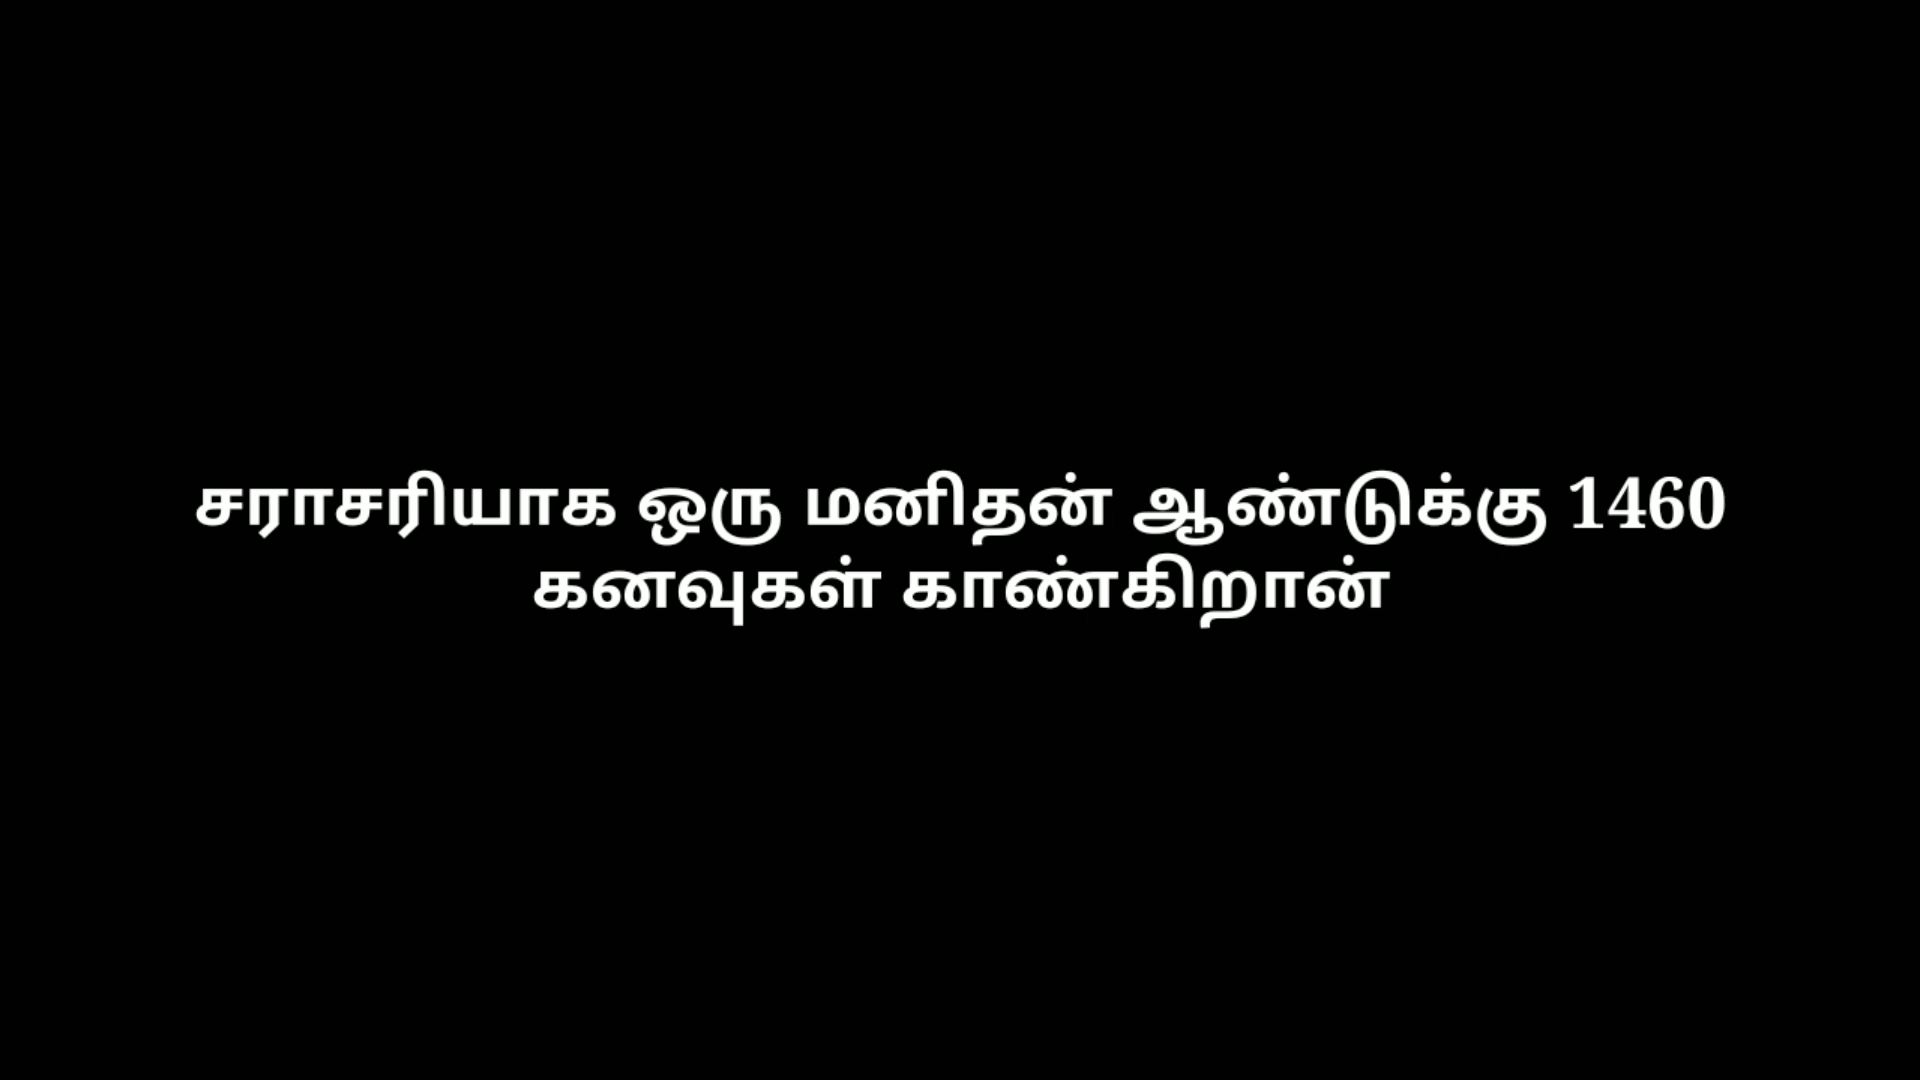 சராசரியாக ஒரு மனிதன் ஆண்டுக்கு 1460
கனவுகள் காண்கிறான்